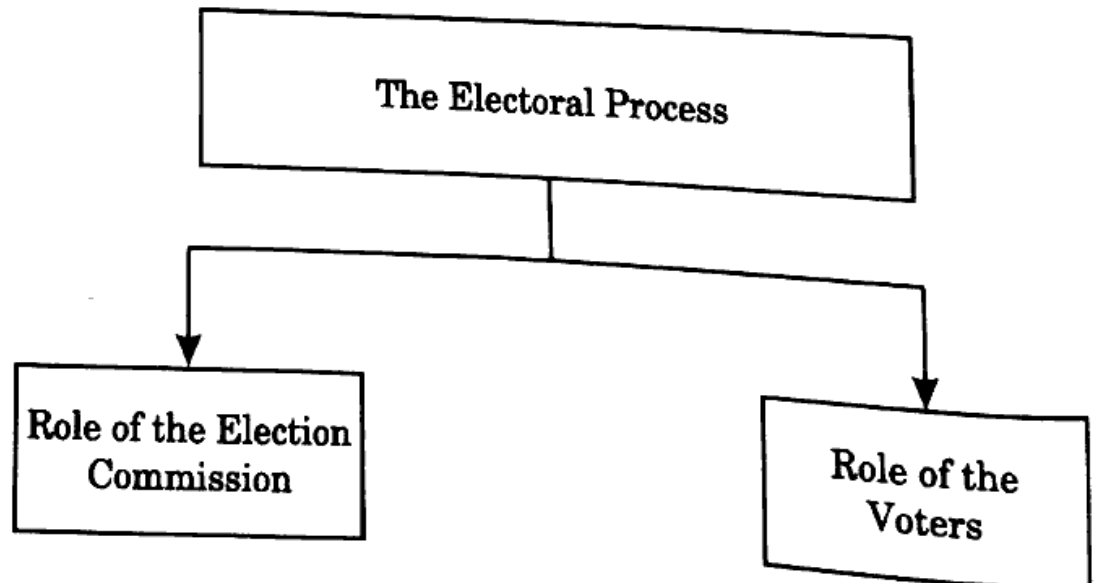 The Electoral Process
Role of the Election
Commission
Role of the
Voters